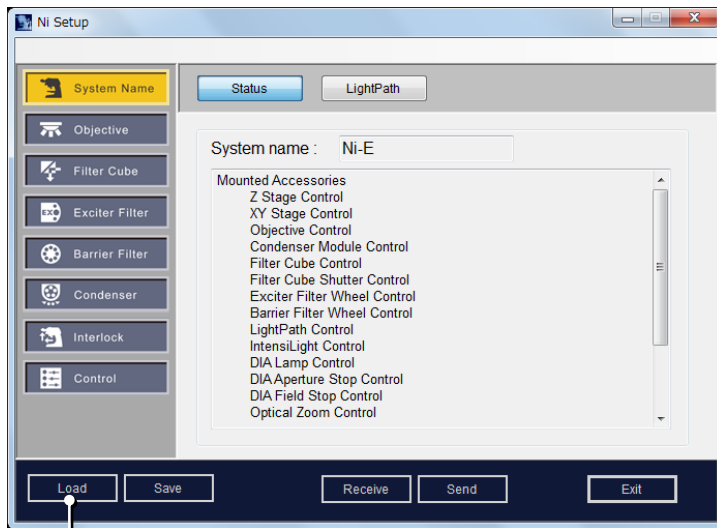 Ni Setup
System Name
Objective
Filter Cube
EXC
Exciter Filter
Barrier Filter
Condenser
Interlock
Control
Status
LightPath
System name :
Ni-E
Mounted Accessories
Z Stage Control
XY Stage Control
Objective Control
Condenser Module Control
Filter Cube Control
Filter Cube Shutter Control
Exciter Filter Wheel Control
Barrier Filter Wheel Control
LightPath Control
IntensiLight Control
DIA Lamp Control
DIA Aperture Stop Control
DIA Field Stop Control
Optical Zoom Control
Load
Save
Receive
Send
Exit